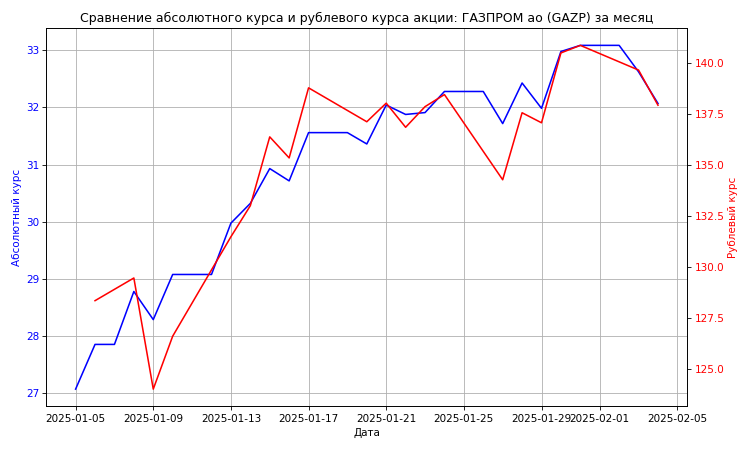 Сравнение абсолютного курса и рублевого курса акции: ГАЗПРОМ ао (GAZP) за месяц
33
32
31
30
29
28
27
Абсолютный курс
140.0
137.5
135.0
132.5
130.0
127.5
125.0
Рублевый курс
2025-01-05 2025-01-09 2025-01-13 2025-01-17 2025-01-21 2025-01-25 2025-01-29 2025-02-01 2025-02-05
Дата